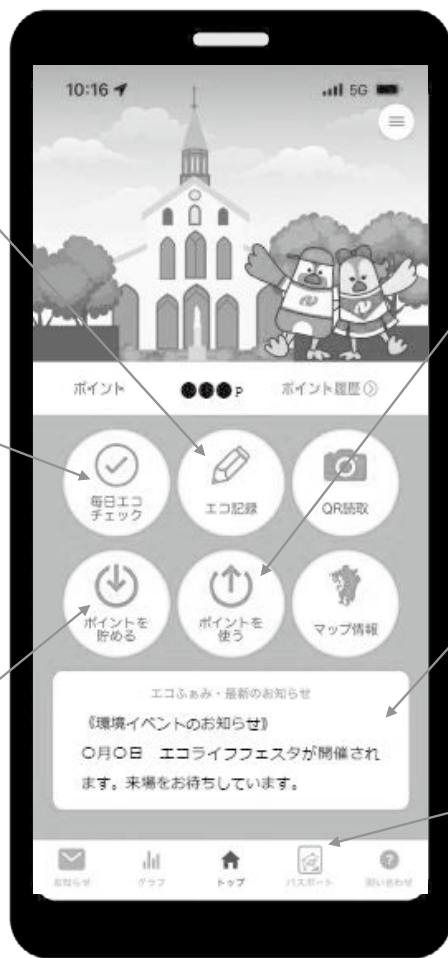 10:16
5G
ポイント
P
ポイント履歴
毎日エコ
チェック
エコ記録
QR読取
ポイントを
貯める
ポイントを
使う
マップ情報
エコふぁみ・最新のお知らせ
《環境イベントのお知らせ》
〇月〇日 エコライフフェスタが開催され
ます。来場をお待ちしています。
お知らせ
グラフ
トップ
パスポート
問い合わせ